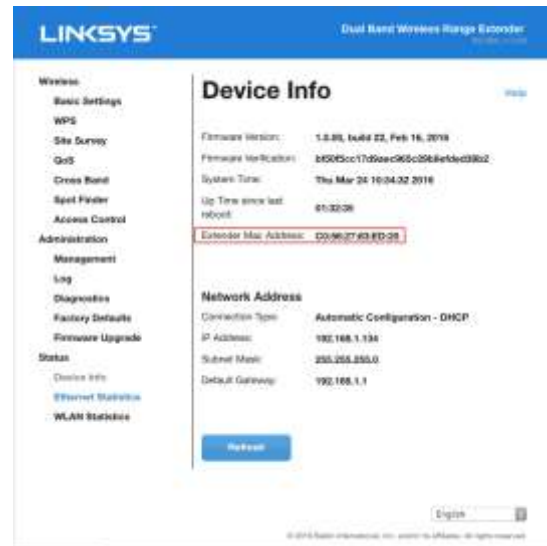 LINKSYS
Dual Band Wireless Range Extender
Wireless
Basic Settings
WPS
Site Survey
QoS
Cross Band
Spot Finder
Access Control
Administration
Management
Log
Diagnostics
Factory Defaults
Firmware Upgrade
Status
Device Info
Ethernet Statistics
WLAN Statistics
Device Info
Help
Firmware Version: 1.0.05, build 22, Feb 16, 2016
Firmware Verification:
System Time: Thu Mar 24 10:24:32 2016
Up Time since last reboot: 01:32:35
Extender Mac Address:
Network Address
Connection Type: Automatic Configuration - DHCP
IP Address: 192.168.1.134
Subnet Mask: 255.255.255.0
Default Gateway: 192.168.1.1
Refresh
English